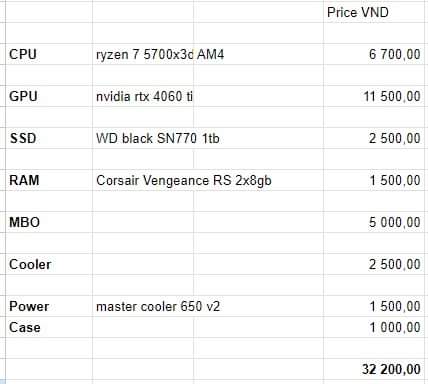 Price VND
CPU ryzen 7 5700x3d AM4 6 700,00
GPU nvidia rtx 4060 ti 11 500,00
SSD WD black SN770 1tb 2 500,00
RAM Corsair Vengeance RS 2x8gb 1 500,00
MBO 5 000,00
Cooler 2 500,00
Power master cooler 650 v2 1 500,00
Case 1 000,00
32 200,00